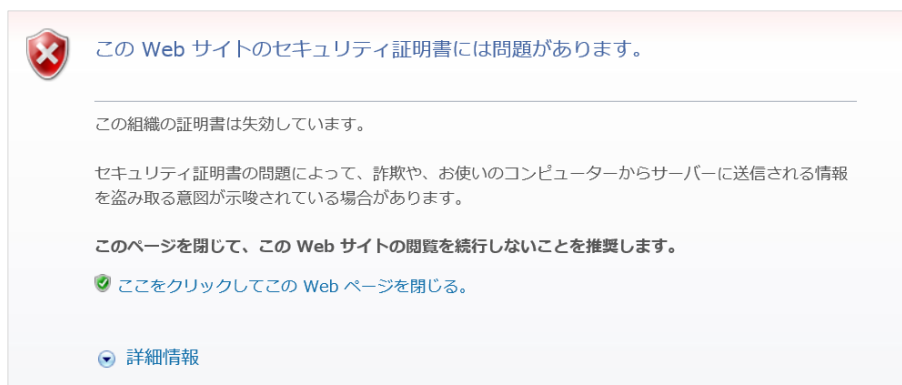 この Web サイトのセキュリティ証明書には問題があります。
この組織の証明書は失効しています。
セキュリティ証明書の問題によって、詐欺や、お使いのコンピューターからサーバーに送信される情報
を盗み取る意図が示唆されている場合があります。
このページを閉じて、この Web サイトの閲覧を続行しないことを推奨します。
ここをクリックしてこの Web ページを閉じる。
詳細情報